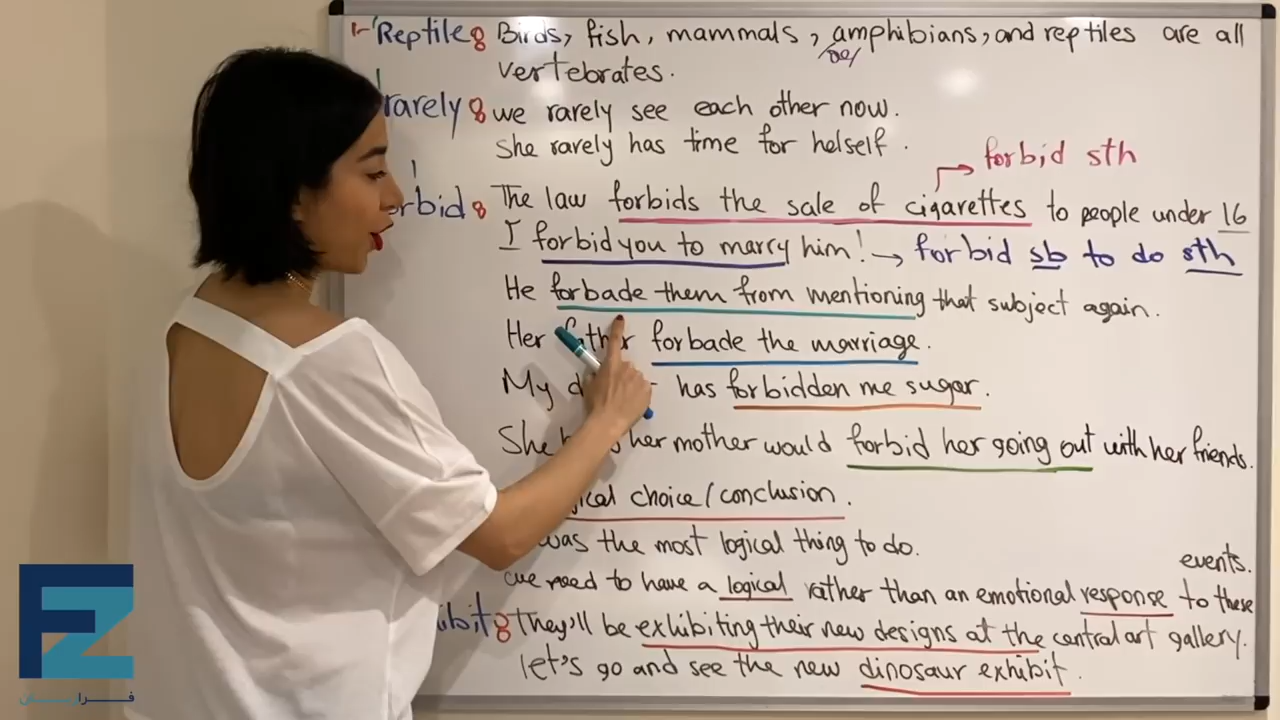 1- Reptile: Birds, fish, mammals, amphibians, and reptiles are all
vertebrates.
rarely: we rarely see each other now.
She rarely has time for helself.
forbid sth
rbid: The law forbids the sale of cigarettes to people under 16
I forbid you to marry him! → forbid sb to do sth
He forbade them from mentioning that subject again.
Her father forbade the marriage.
My has forbidden me sugar.
She her mother would forbid her going out with her friends.
ical choice/conclusion.
was the most logical thing to do.
we need to have a logical rather than an emotional response to these
events.
ibit: They'll be exhibiting their new designs at the central art gallery.
let's go and see the new dinosaur exhibit.
FZ
فرازبان